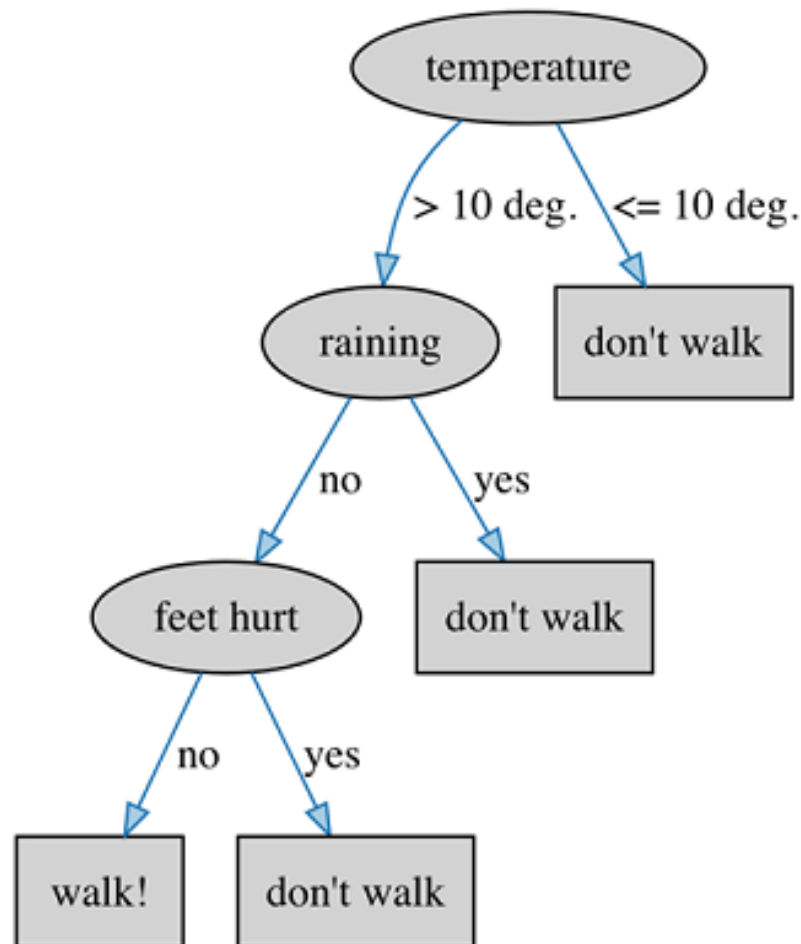 temperature
> 10 deg.
<= 10 deg.
raining
don't walk
no
yes
feet hurt
don't walk
no
yes
walk!
don't walk